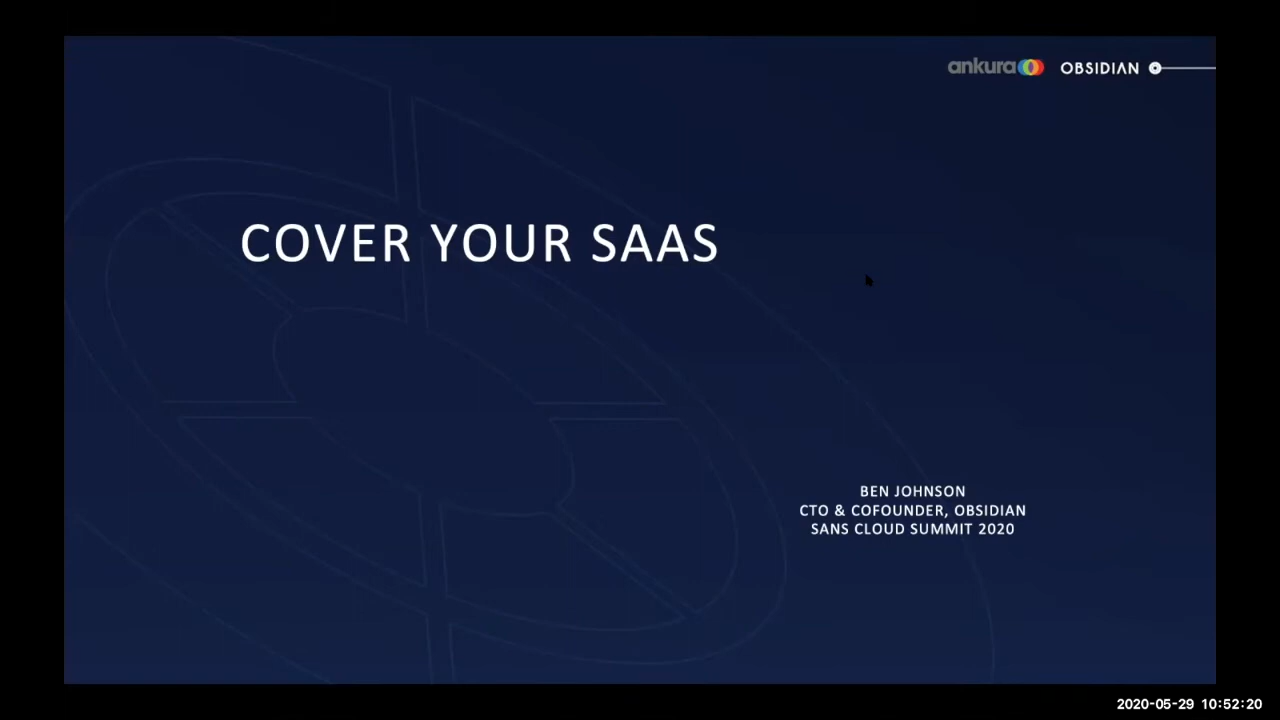 ankura OBSIDIAN
COVER YOUR SAAS
BEN JOHNSON
CTO & COFOUNDER, OBSIDIAN
SANS CLOUD SUMMIT 2020
2020-05-29 10:52:20